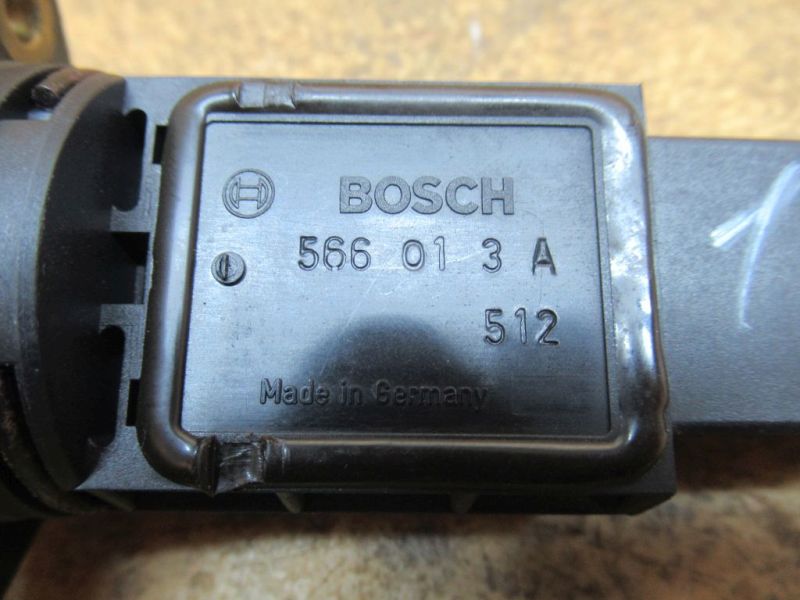 BOSCH
566 01 3 A
512
Made in Germany